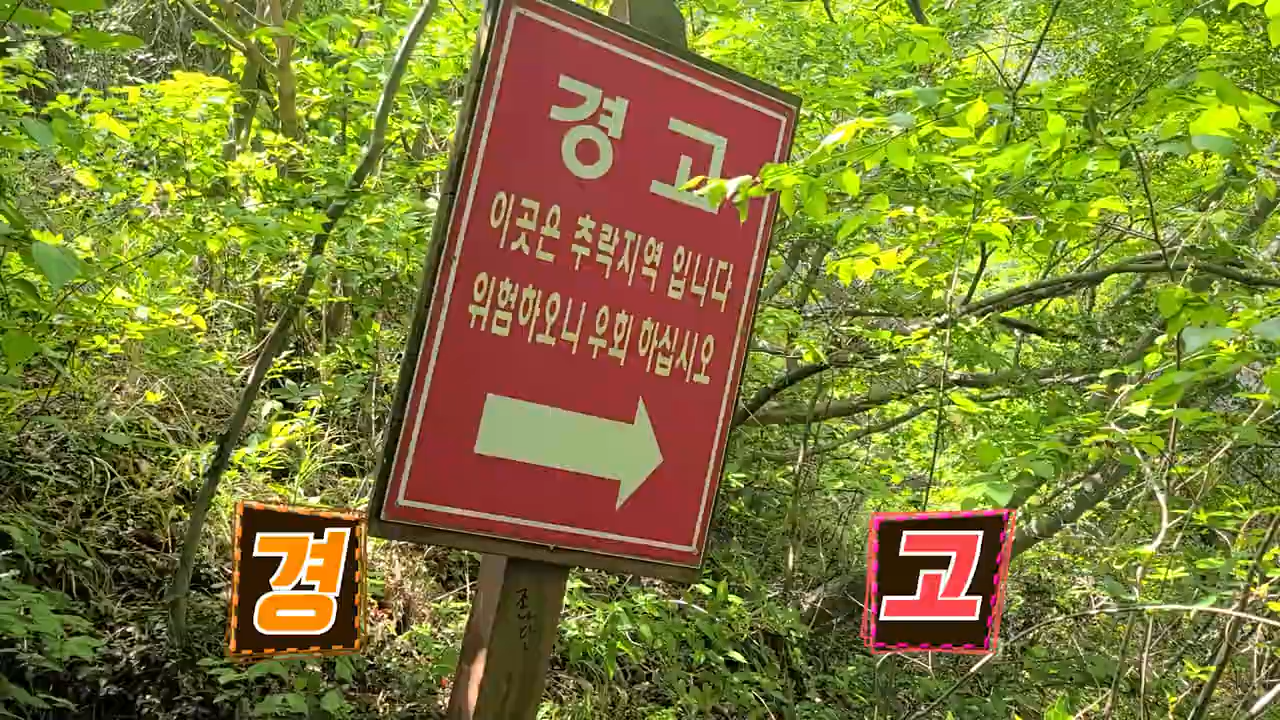 경 고
이곳은 추락지역 입니다
위험하오니 우회 하십시오
경 고